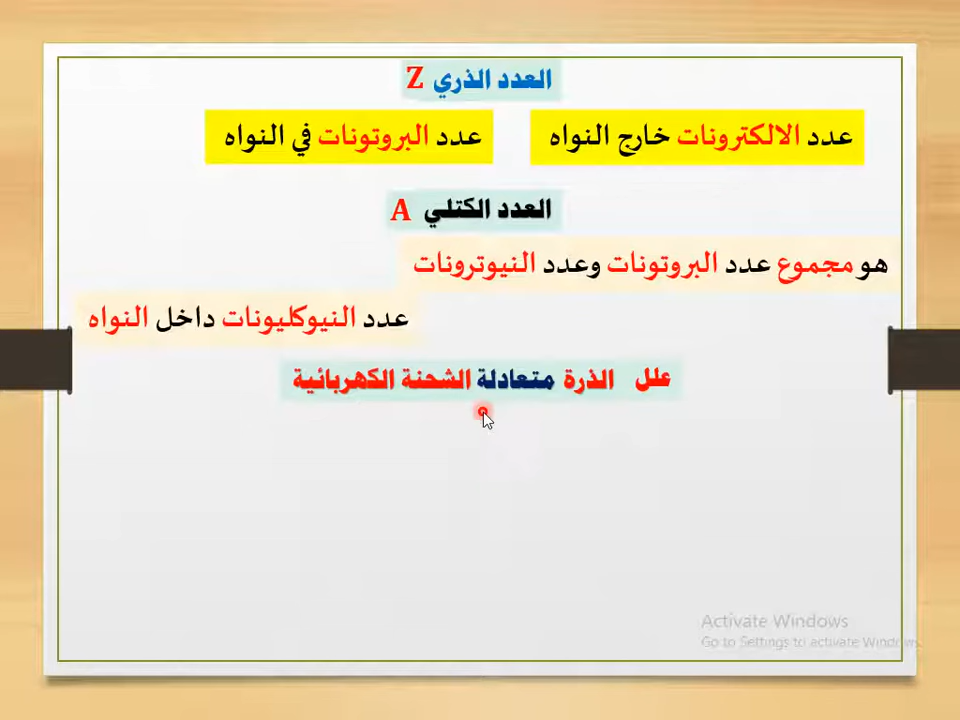 العدد الذري Z
عدد الالكترونات خارج النواه
عدد البروتونات في النواه
العدد الكتلي A
هو مجموع عدد البروتونات وعدد النيوترونات
عدد النيوكليونات داخل النواه
علل الذرة متعادلة الشحنة الكهربائية
Activate Windows
Go to Settings to activate Windows.